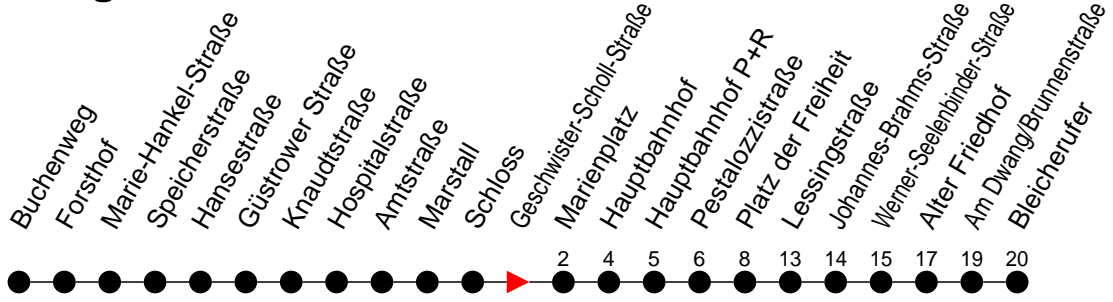 Buchenweg
Forsthof
Marie-Hankel-Straße
Speicherstraße
Hansestraße
Güstrower Straße
Knaudtstraße
Hospitalstraße
Amtstraße
Marstall
Schloss
Geschwister-Scholl-Straße
Marienplatz
Hauptbahnhof
Hauptbahnhof P+R
Pestalozzistraße
Platz der Freiheit
Lessingstraße
Johannes-Brahms-Straße
Werner-Seelenbinder-Straße
Alter Friedhof
Am Dwang/Brunnenstraße
Bleicherufer
2 4 5 6 8 13 14 15 17 19 20